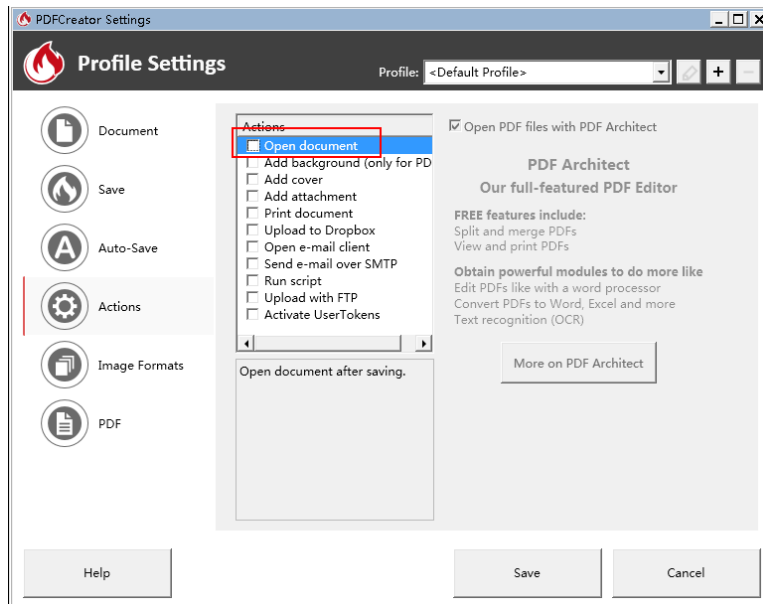 PDFCreator Settings
Profile Settings
Profile: <Default Profile>
Document
Save
Auto-Save
Actions
Image Formats
PDF
Actions
Open document
Add background (only for PD
Add cover
Add attachment
Print document
Upload to Dropbox
Open e-mail client
Send e-mail over SMTP
Run script
Upload with FTP
Activate UserTokens
Open document after saving.
Open PDF files with PDF Architect
PDF Architect
Our full-featured PDF Editor
FREE features include:
Split and merge PDFs
View and print PDFs
Obtain powerful modules to do more like
Edit PDFs like with a word processor
Convert PDFs to Word, Excel and more
Text recognition (OCR)
More on PDF Architect
Help
Save
Cancel